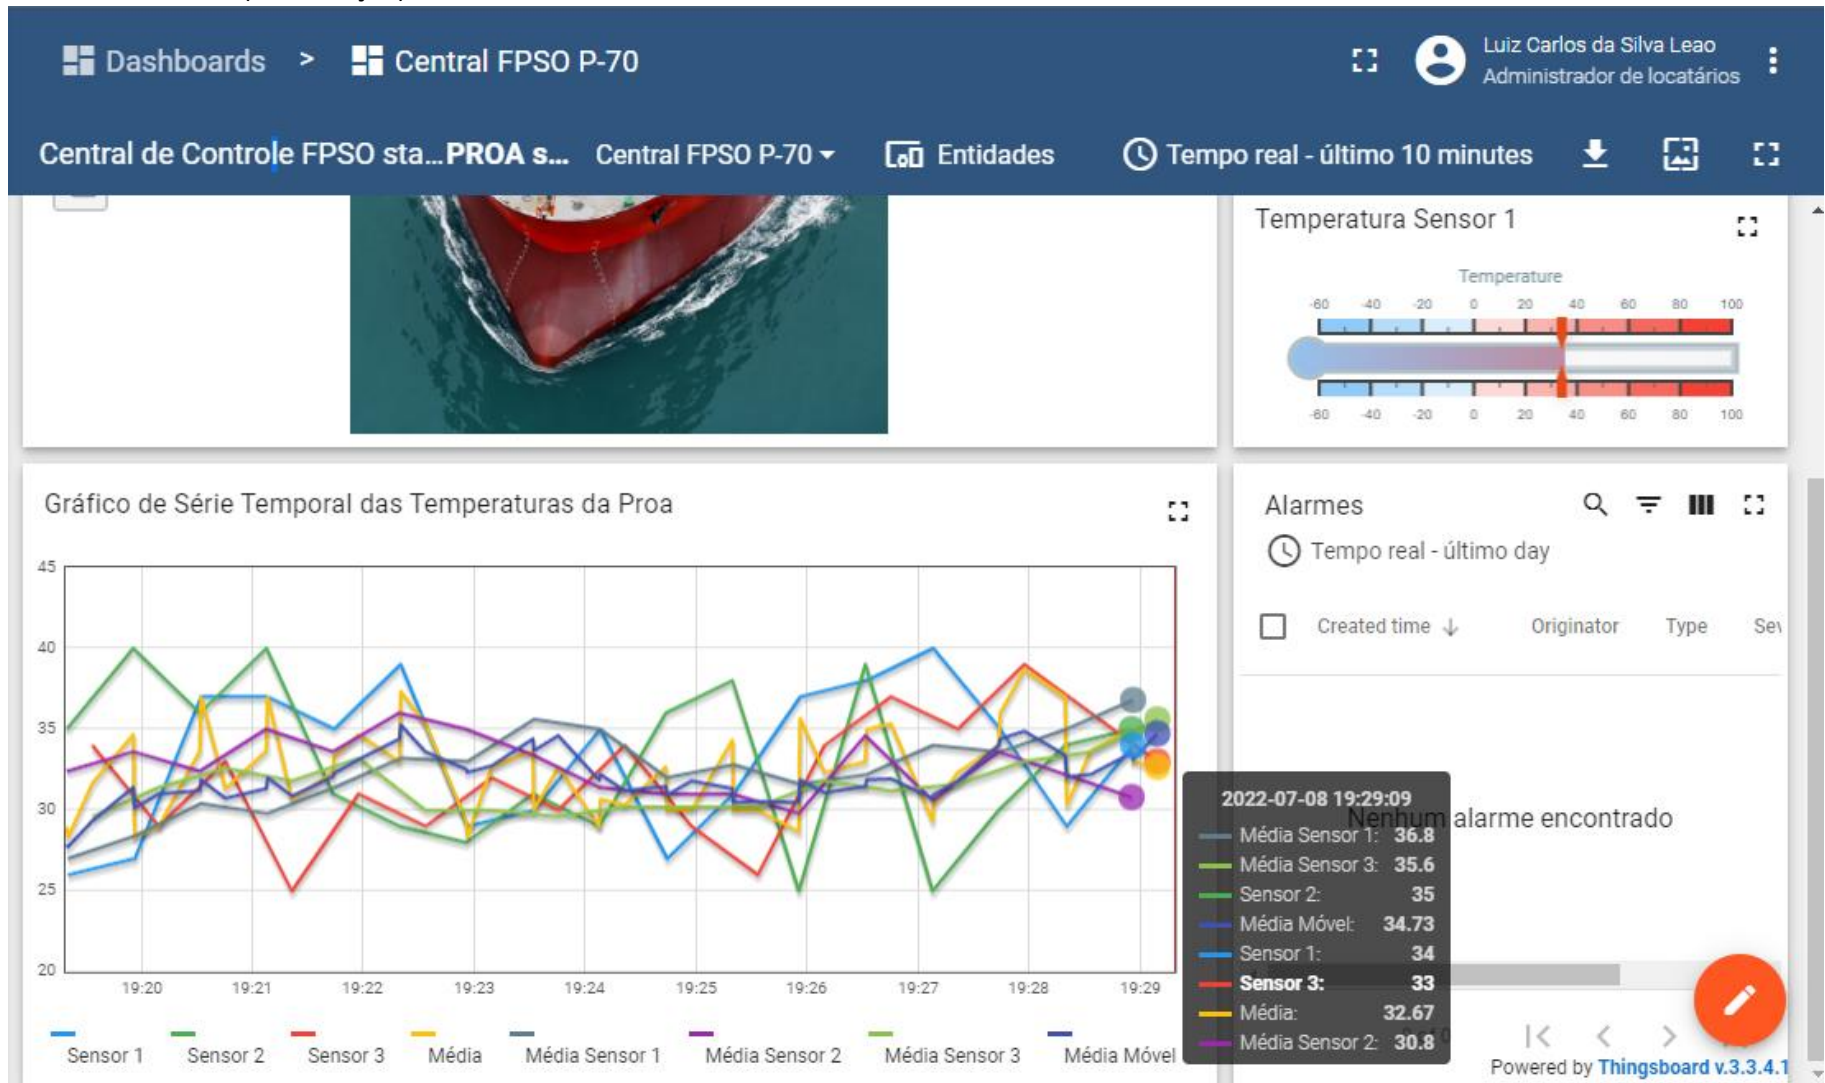 Dashboards > Central FPSO P-70
Luiz Carlos da Silva Leao
Administrador de locatários
Central de Controle FPSO sta... PROA s... Central FPSO P-70 Entidades Tempo real - último 10 minutes
Temperatura Sensor 1
Temperature
-60 -40 -20 0 20 40 60 80 100
-60 -40 -20 0 20 40 60 80 100
Gráfico de Série Temporal das Temperaturas da Proa
45
40
35
30
25
20
19:20 19:21 19:22 19:23 19:24 19:25 19:26 19:27 19:28 19:29
Sensor 1 Sensor 2 Sensor 3 Média Média Sensor 1 Média Sensor 2 Média Sensor 3 Média Móvel
2022-07-08 19:29:09
Média Sensor 1: 36.8
Média Sensor 3: 35.6
Sensor 2: 35
Média Móvel: 34.73
Sensor 1: 34
Sensor 3: 33
Média: 32.67
Média Sensor 2: 30.8
Alarmes
Tempo real - último day
Created time Originator Type Sev
Nenhum alarme encontrado
Powered by Thingsboard v.3.3.4.1